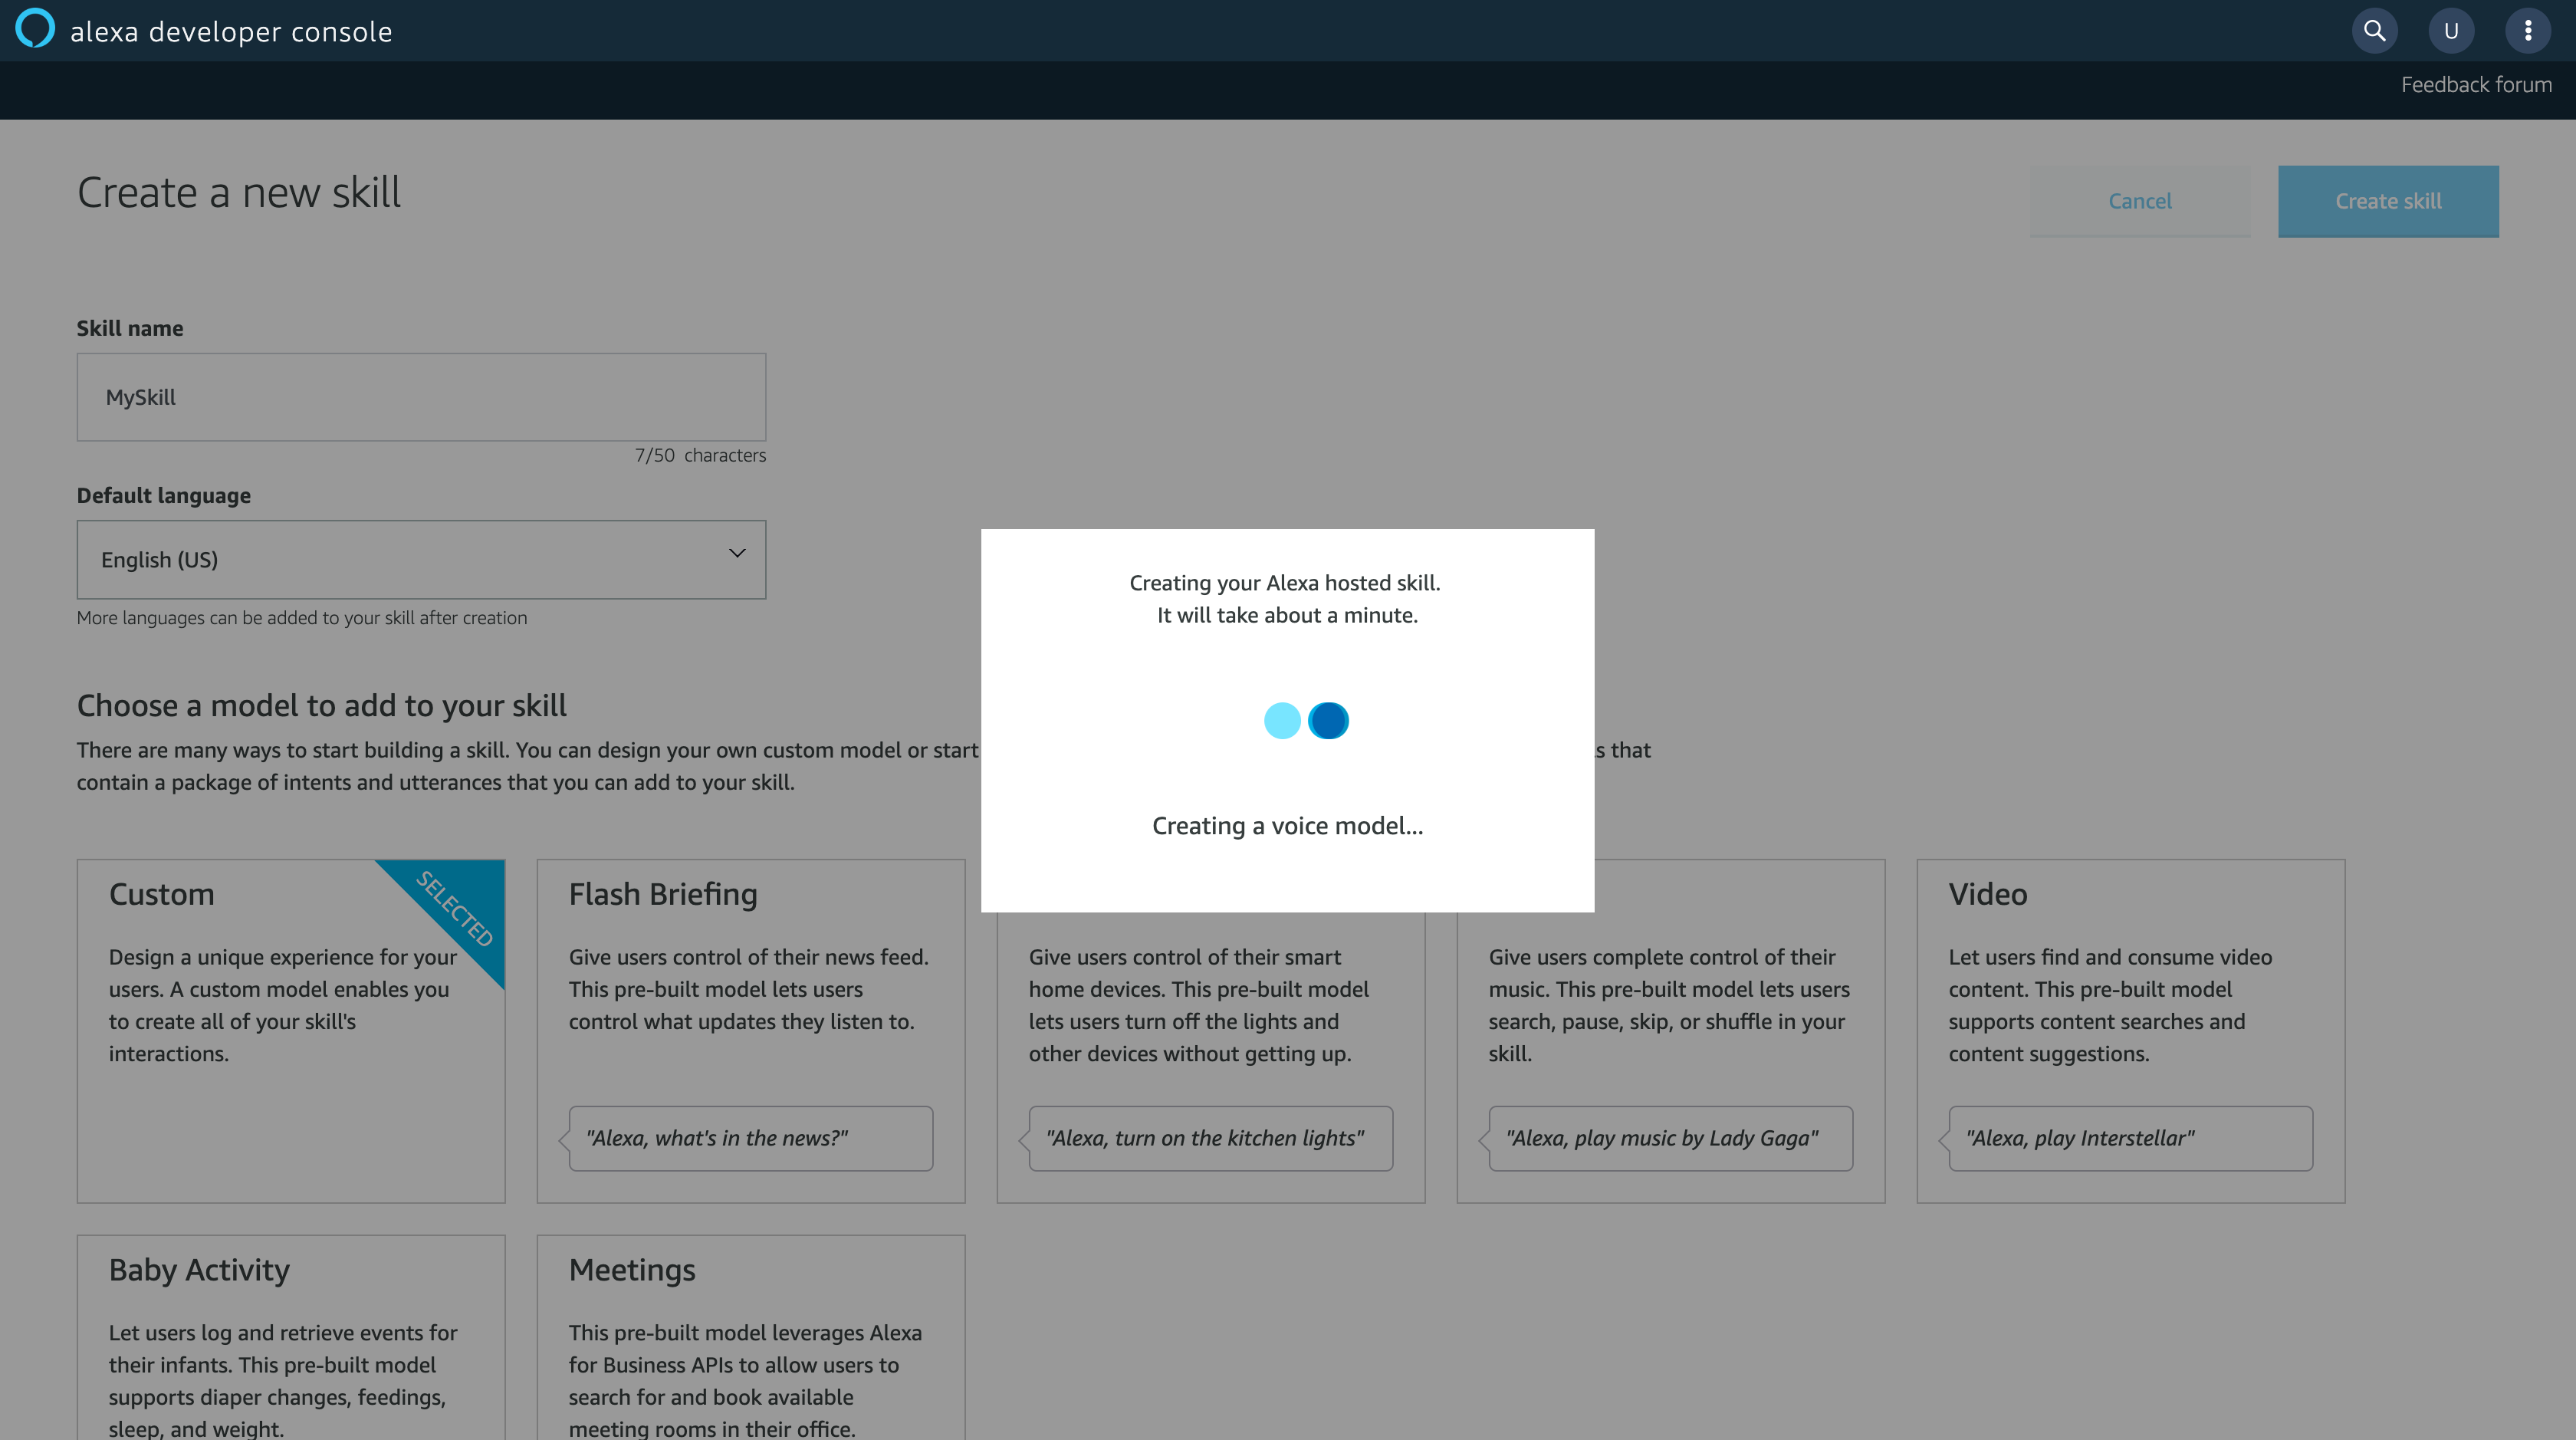 alexa developer console
U
Feedback forum
Create a new skill
Cancel
Create skill
Skill name
MySkill
7/50 characters
Default language
English (US)
More languages can be added to your skill after creation
Creating your Alexa hosted skill.
It will take about a minute.
Creating a voice model...
Choose a model to add to your skill
There are many ways to start building a skill. You can design your own custom model or start
that
contain a package of intents and utterances that you can add to your skill.
Custom
SELECTED
Design a unique experience for your
users. A custom model enables you
to create all of your skill's
interactions.
Flash Briefing
Give users control of their news feed.
This pre-built model lets users
control what updates they listen to.
"Alexa, what's in the news?"
Give users control of their smart
home devices. This pre-built model
lets users turn off the lights and
other devices without getting up.
"Alexa, turn on the kitchen lights"
Give users complete control of their
music. This pre-built model lets users
search, pause, skip, or shuffle in your
skill.
"Alexa, play music by Lady Gaga"
Video
Let users find and consume video
content. This pre-built model
supports content searches and
content suggestions.
"Alexa, play Interstellar"
Baby Activity
Let users log and retrieve events for
their infants. This pre-built model
supports diaper changes, feedings,
sleep, and weight.
Meetings
This pre-built model leverages Alexa
for Business APIs to allow users to
search for and book available
meeting rooms in their office.